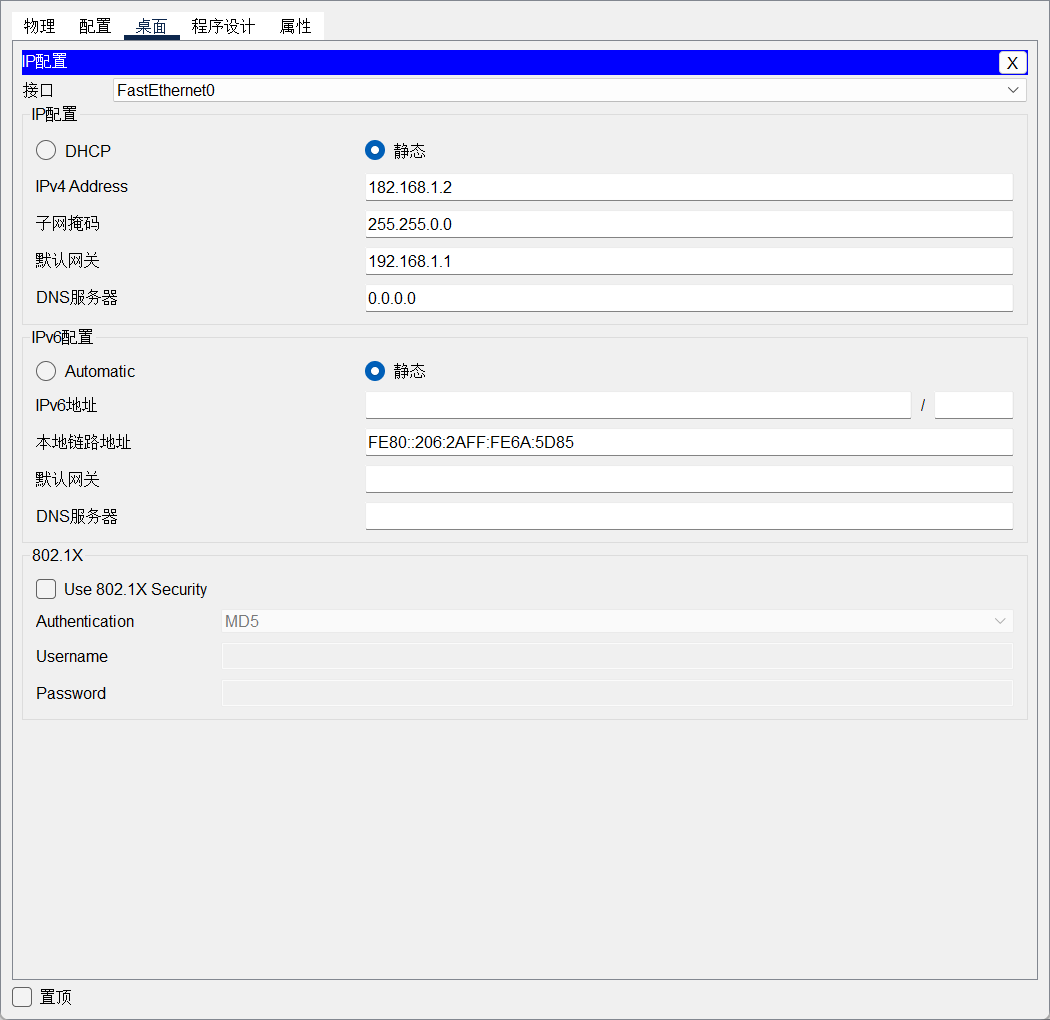 物理 配置 桌面 程序设计 属性
IP配置 X
接口 FastEthernet0
IP配置
DHCP 静态
IPv4 Address 182.168.1.2
子网掩码 255.255.0.0
默认网关 192.168.1.1
DNS服务器 0.0.0.0
IPv6配置
Automatic 静态
IPv6地址 /
本地链路地址 FE80::206:2AFF:FE6A:5D85
默认网关
DNS服务器
802.1X
Use 802.1X Security
Authentication MD5
Username
Password
置顶